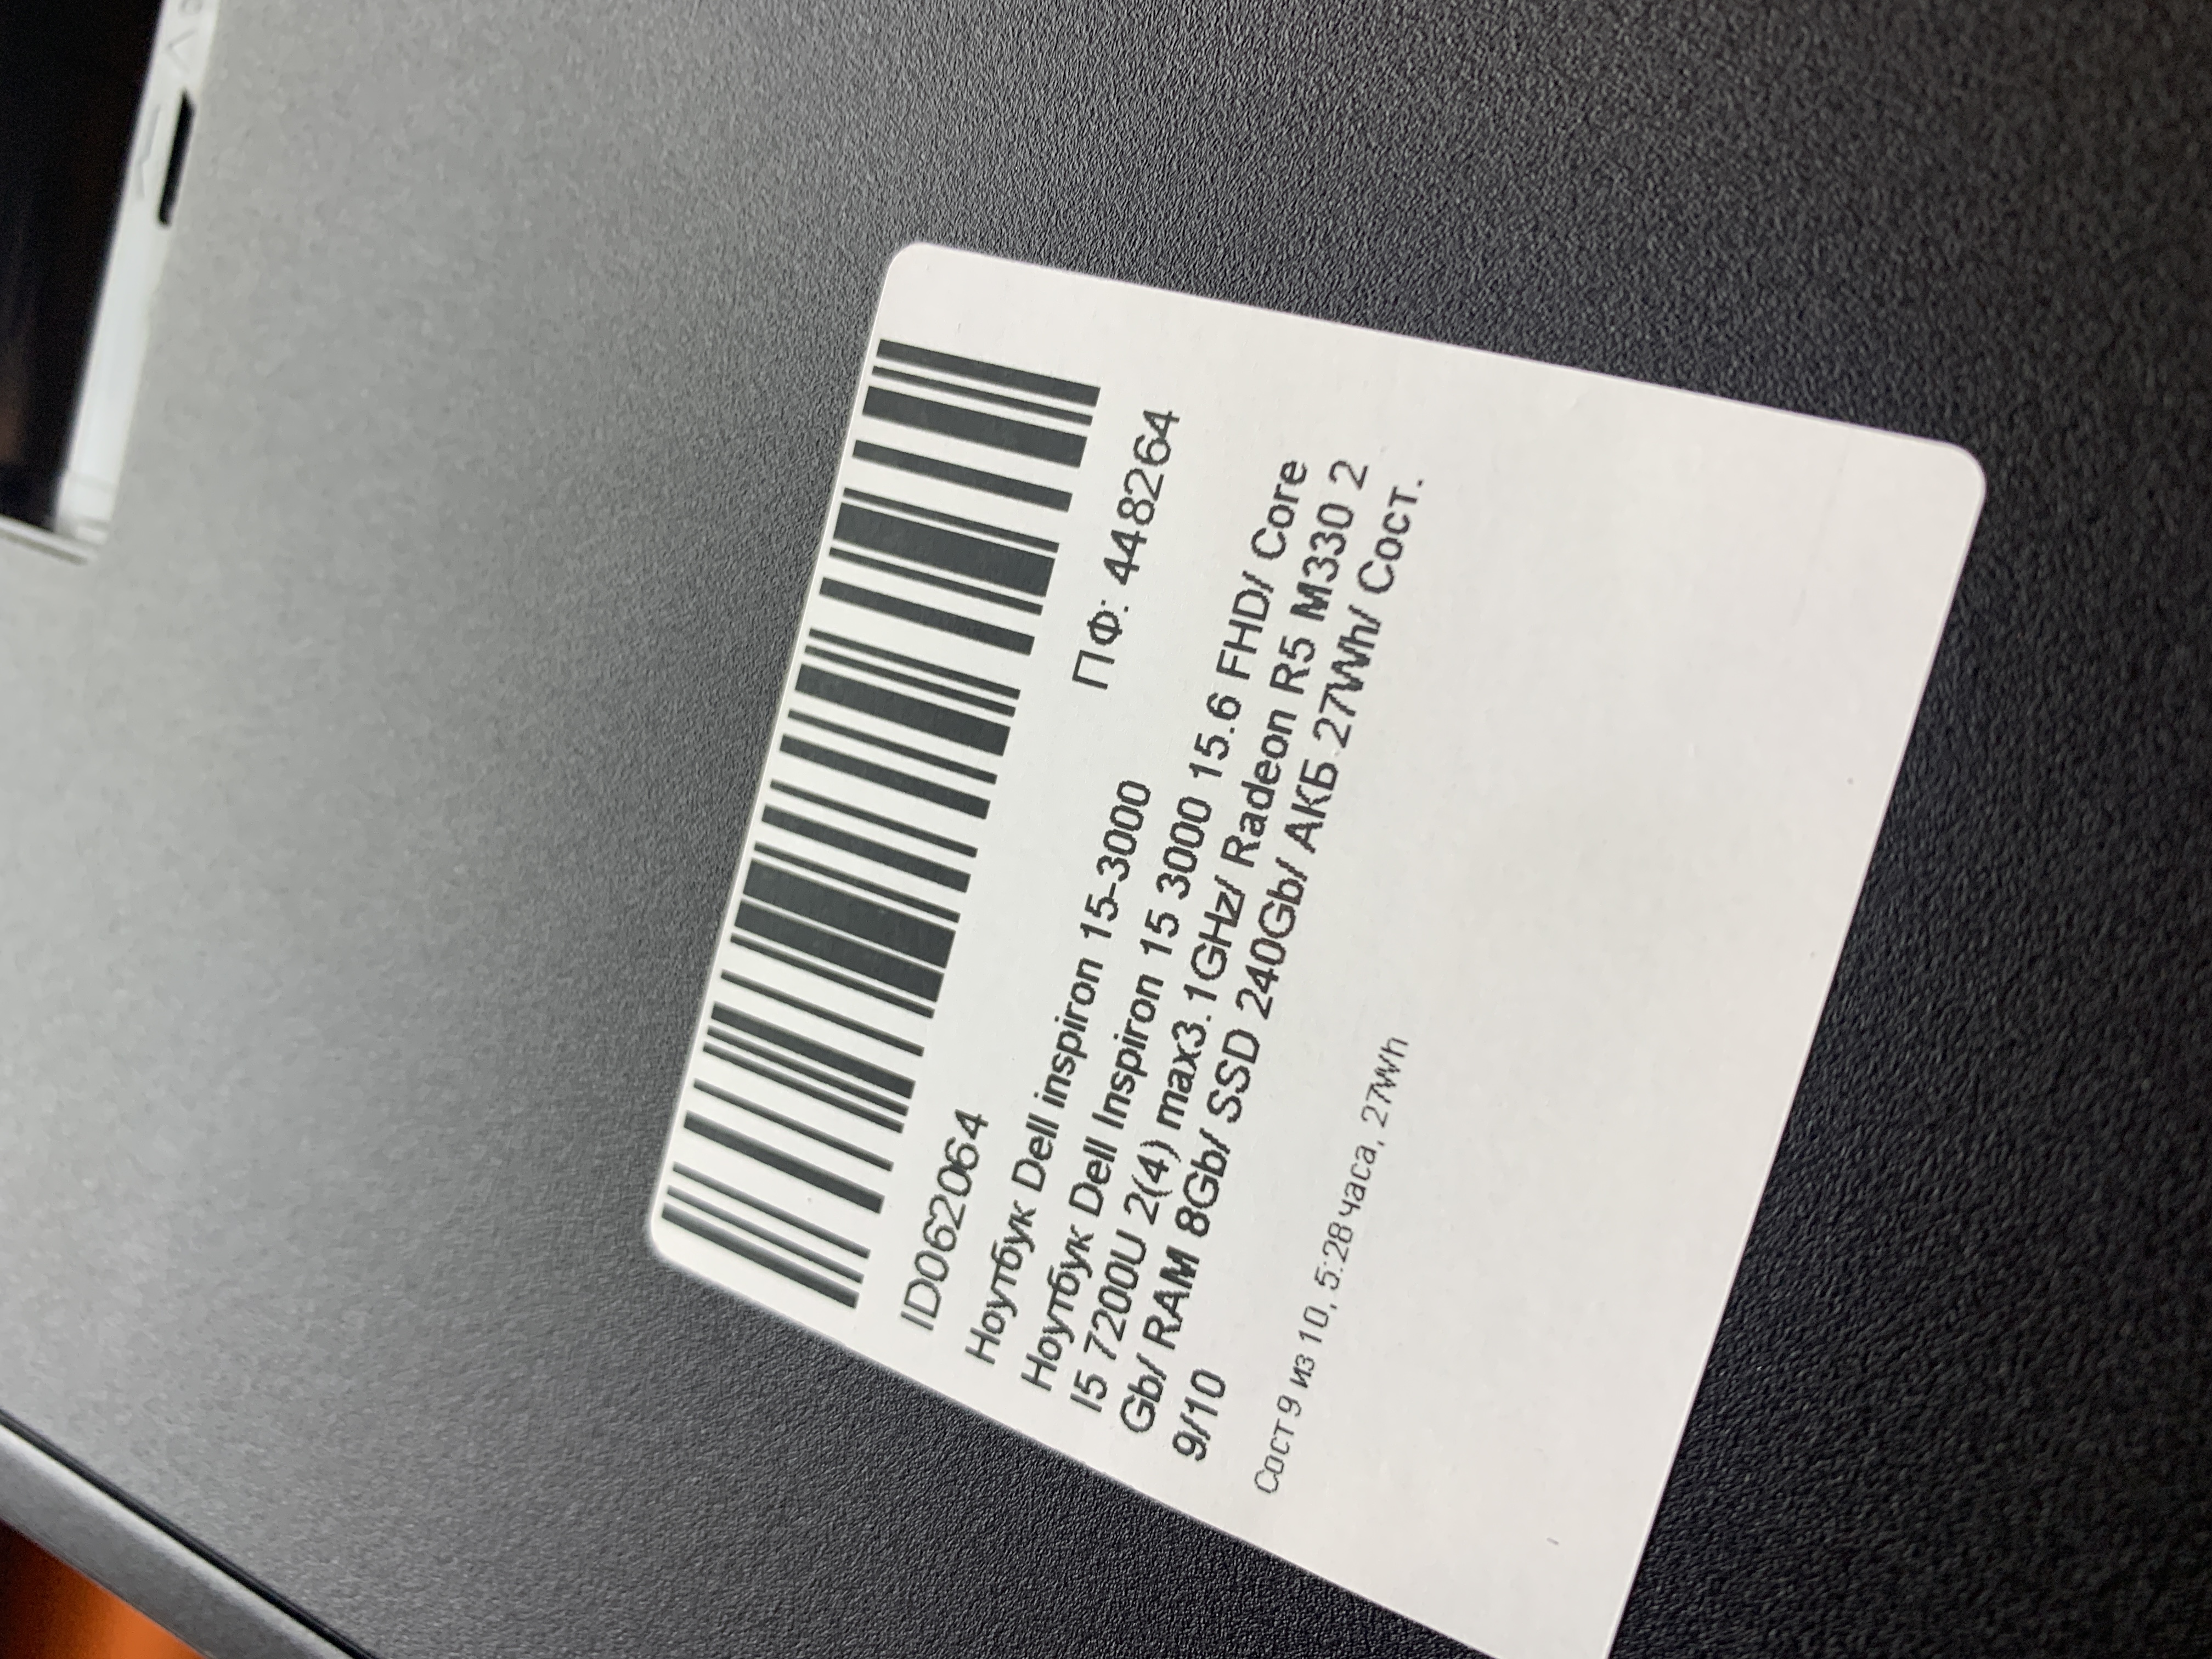 ID062064
Ноутбук Dell inspiron 15-3000 ПФ: 448264
Ноутбук Dell Inspiron 15 3000 15.6 FHD/ Core
I5 7200U 2(4) max3.1GHz/ Radeon R5 M330 2
Gb/ RAM 8Gb/ SSD 240Gb/ АКБ 27Wh/ Сост.
9/10
Сост 9 из 10, 5:28 часа, 27Wh